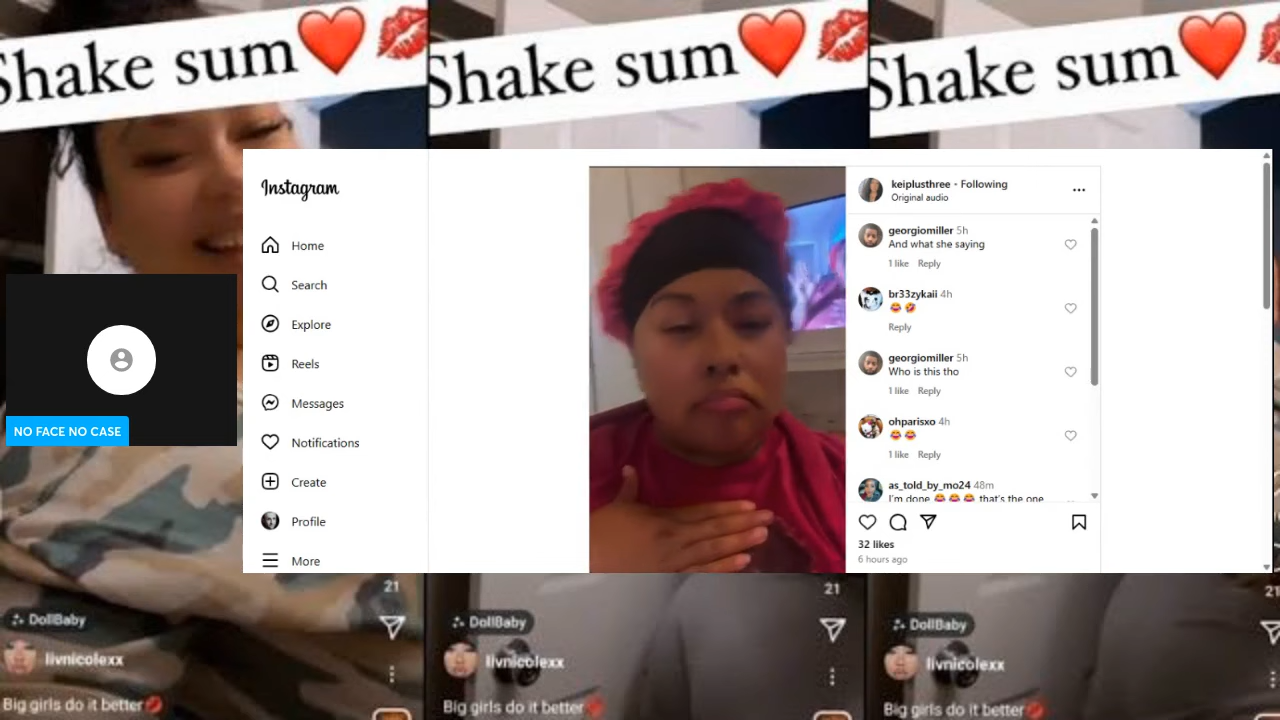 Shake sum❤️💋
Shake sum❤️💋
Shake sum❤️💋
NO FACE NO CASE
Instagram
Home
Search
Explore
Reels
Messages
Notifications
Create
Profile
More
keiplusthree - Following
Original audio
georgiomiller 5h
And what she saying
1 like Reply
br33zykaii 4h
😂 🤣
Reply
georgiomiller 5h
Who is this tho
1 like Reply
ohparisxo 4h
😂 😂
1 like Reply
as_told_by_mo24 48m
I'm done 😂 😂 😂 that's the one
32 likes
6 hours ago
21
DollBaby
livnicolexx
Big girls do it better💋
21
DollBaby
livnicolexx
Big girls do it better💋
21
DollBaby
livnicolexx
Big girls do it better💋